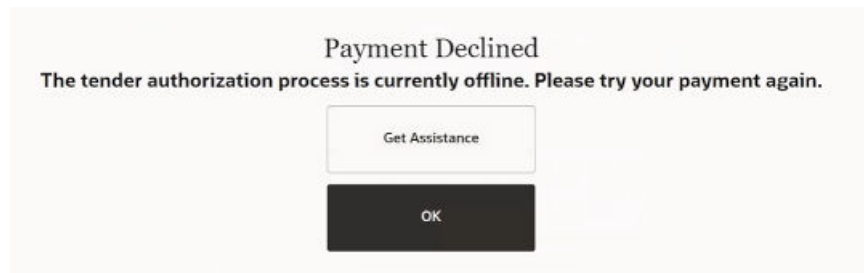 Payment Declined
The tender authorization process is currently offline. Please try your payment again.
Get Assistance
OK